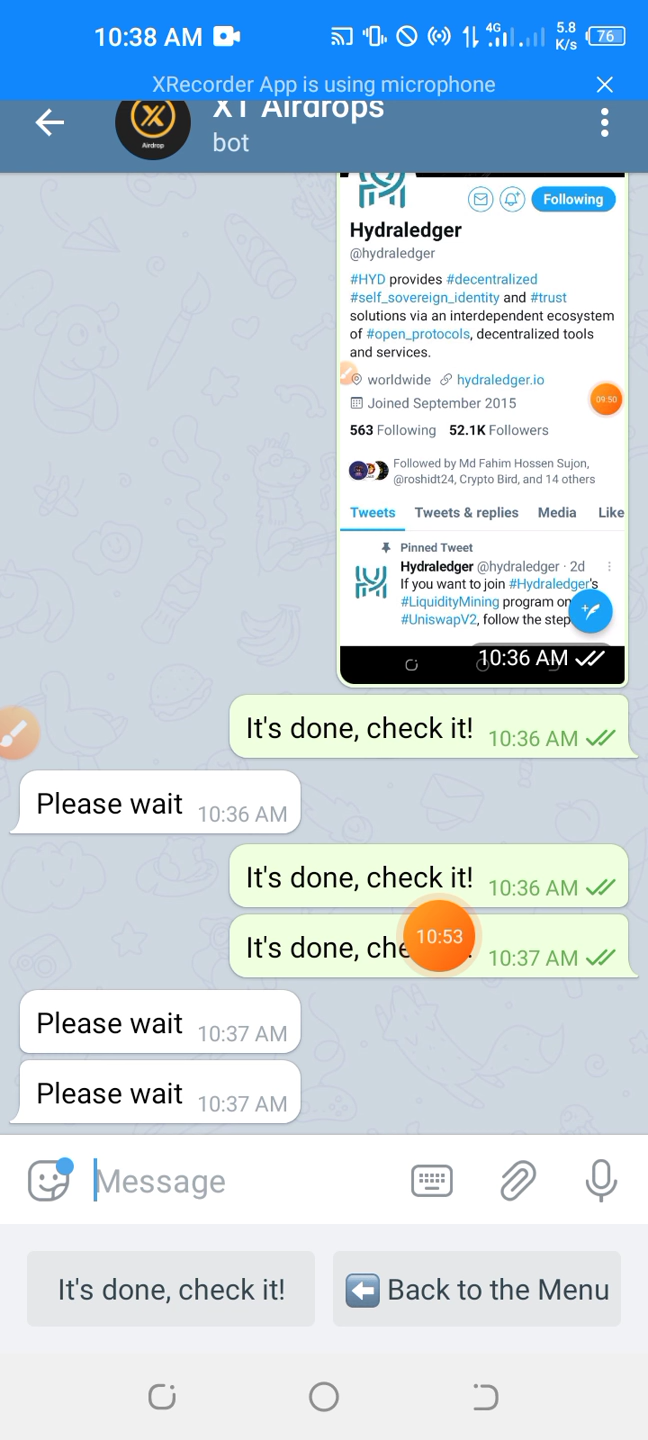 10:38 AM
4G
5.8
K/s
76
XRecorder App is using microphone
XT Airdrops
Airdrop
bot
Following
Hydraledger
@hydraledger
#HYD provides #decentralized
#self_sovereign_identity and #trust
solutions via an interdependent ecosystem
of #open_protocols, decentralized tools
and services.
worldwide hydraledger.io
09:50
Joined September 2015
563 Following 52.1K Followers
Followed by Md Fahim Hossen Sujon,
@roshidt24, Crypto Bird, and 14 others
Tweets Tweets & replies Media Like
Pinned Tweet
Hydraledger @hydraledger · 2d
If you want to join #Hydraledger's
#LiquidityMining program on
#UniswapV2, follow the step
10:36 AM
It's done, check it! 10:36 AM
Please wait 10:36 AM
It's done, check it! 10:36 AM
It's done, che 10:53 10:37 AM
Please wait 10:37 AM
Please wait 10:37 AM
Message
It's done, check it! Back to the Menu